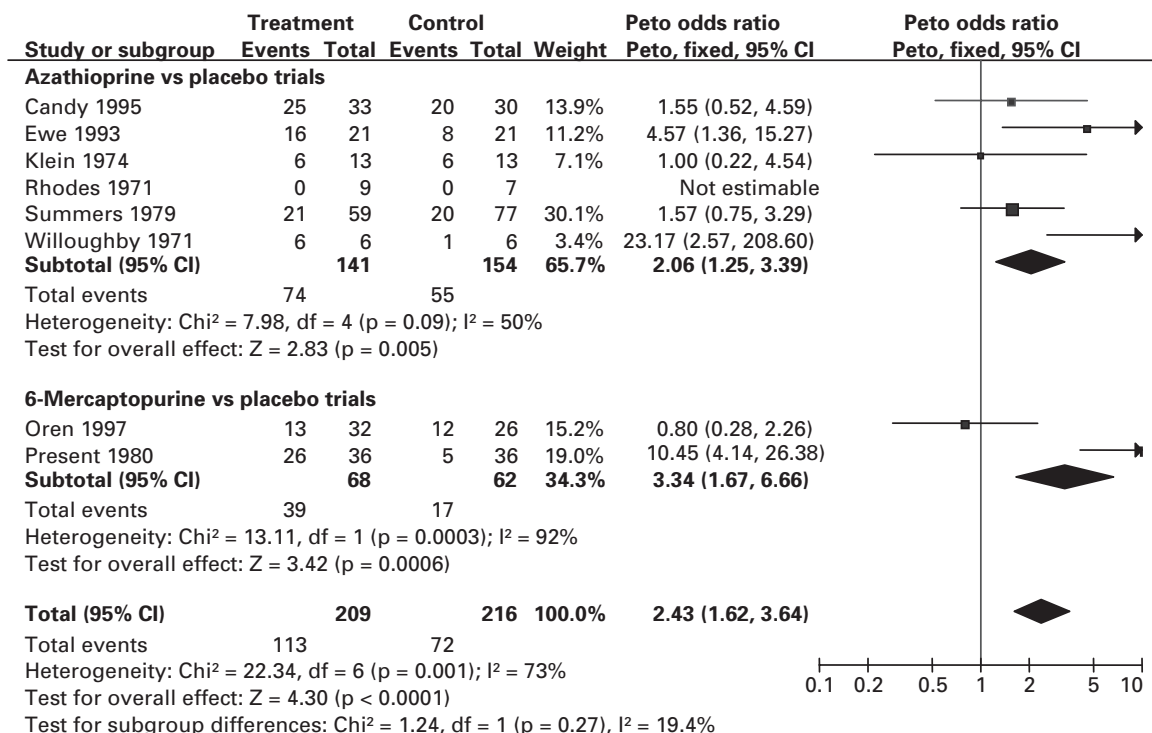 Treatment Control Peto odds ratio Peto odds ratio
Study or subgroup Events Total Events Total Weight Peto, fixed, 95% CI Peto, fixed, 95% CI
Azathioprine vs placebo trials
Candy 1995 25 33 20 30 13.9% 1.55 (0.52, 4.59)
Ewe 1993 16 21 8 21 11.2% 4.57 (1.36, 15.27)
Klein 1974 6 13 6 13 7.1% 1.00 (0.22, 4.54)
Rhodes 1971 0 9 0 7 Not estimable
Summers 1979 21 59 20 77 30.1% 1.57 (0.75, 3.29)
Willoughby 1971 6 6 1 6 3.4% 23.17 (2.57, 208.60)
Subtotal (95% CI) 141 154 65.7% 2.06 (1.25, 3.39)
Total events 74 55
Heterogeneity: Chi² = 7.98, df = 4 (p = 0.09); I² = 50%
Test for overall effect: Z = 2.83 (p = 0.005)
6-Mercaptopurine vs placebo trials
Oren 1997 13 32 12 26 15.2% 0.80 (0.28, 2.26)
Present 1980 26 36 5 36 19.0% 10.45 (4.14, 26.38)
Subtotal (95% CI) 68 62 34.3% 3.34 (1.67, 6.66)
Total events 39 17
Heterogeneity: Chi² = 13.11, df = 1 (p = 0.0003); I² = 92%
Test for overall effect: Z = 3.42 (p = 0.0006)
Total (95% CI) 209 216 100.0% 2.43 (1.62, 3.64)
Total events 113 72
Heterogeneity: Chi² = 22.34, df = 6 (p = 0.001); I² = 73%
Test for overall effect: Z = 4.30 (p < 0.0001)
Test for subgroup differences: Chi² = 1.24, df = 1 (p = 0.27), I² = 19.4%
0.1 0.2 0.5 1 2 5 10